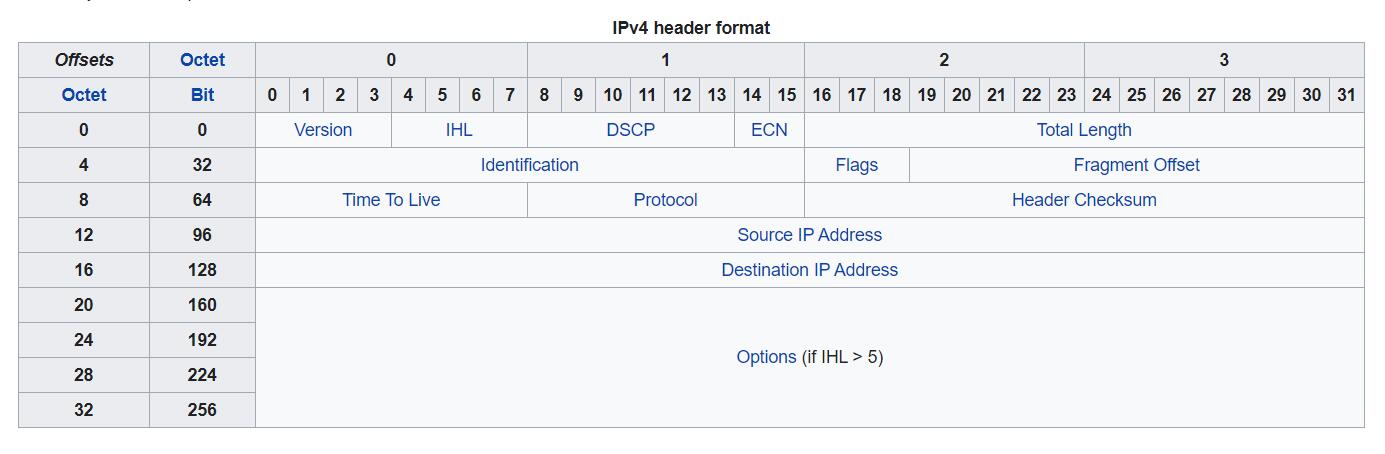 IPv4 header format
Offsets Octet 0 1 2 3
Octet Bit 0 1 2 3 4 5 6 7 8 9 10 11 12 13 14 15 16 17 18 19 20 21 22 23 24 25 26 27 28 29 30 31
0 0 Version IHL DSCP ECN Total Length
4 32 Identification Flags Fragment Offset
8 64 Time To Live Protocol Header Checksum
12 96 Source IP Address
16 128 Destination IP Address
20 160
24 192
Options (if IHL > 5)
28 224
32 256